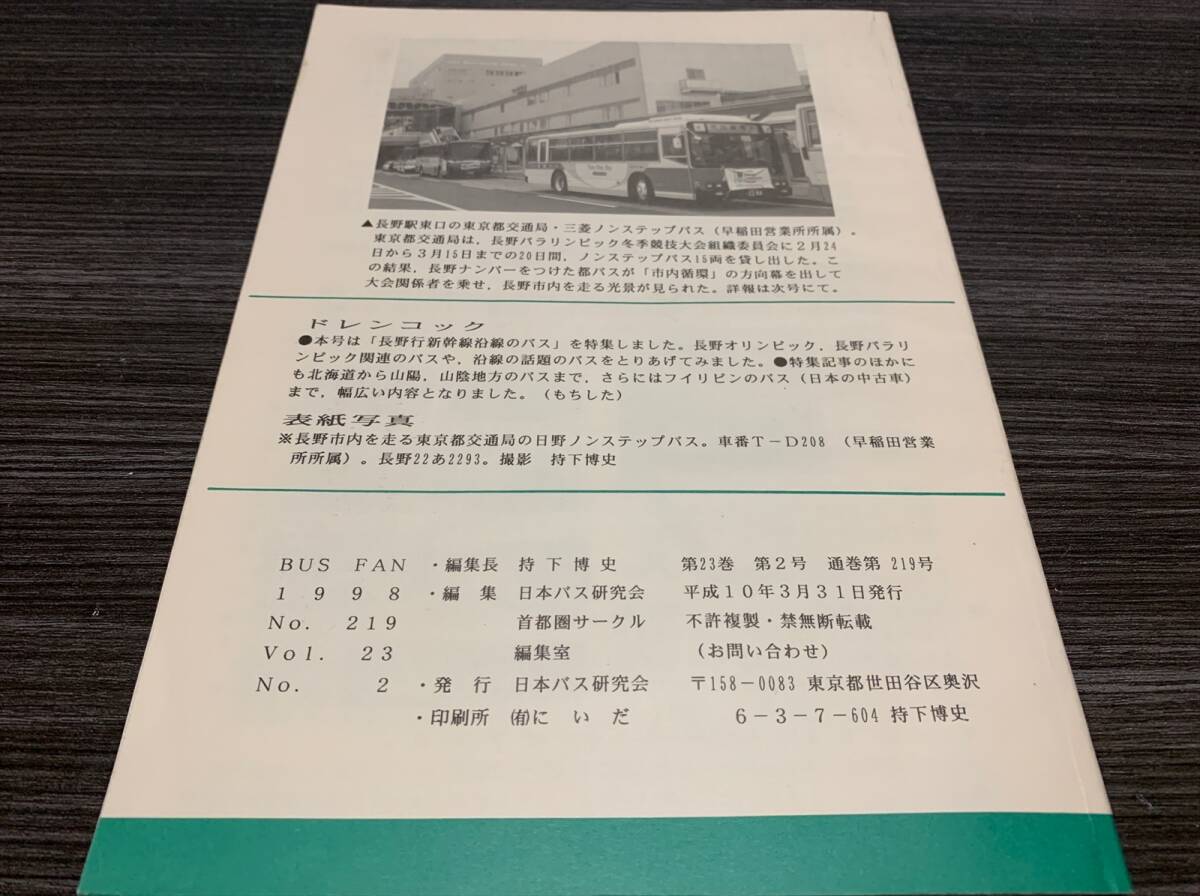 ▲長野駅東口の東京都交通局・三菱ノンステップバス（早稲田営業所所属）。
東京都交通局は，長野パラリンピック冬季競技大会組織委員会に２月24
日から３月15日までの20日間，ノンステップバス15両を貸し出した。こ
の結果，長野ナンバーをつけた都バスが「市内循環」の方向幕を出して
大会関係者を乗せ，長野市内を走る光景が見られた。詳報は次号にて。
ドレンコック
●本号は「長野行新幹線沿線のバス」を特集しました。長野オリンピック，長野パラリ
ンピック関連のバスや，沿線の話題のバスをとりあげてみました。●特集記事のほかに
も北海道から山陽，山陰地方のバスまで，さらにはフイリピンのバス（日本の中古車）
まで，幅広い内容となりました。（もちした）
表紙写真
※長野市内を走る東京都交通局の日野ノンステップバス。車番Ｔ－Ｄ208 （早稲田営業
所所属）。長野22あ2293。撮影　持下博史
ＢＵＳ　ＦＡＮ　・編集長　持 下 博 史　第23巻　第２号　通巻第 219号
１９９８　・編　集　日本バス研究会　平成１０年３月３１日発行
Ｎｏ．　２１９　首都圏サークル　不許複製・禁無断転載
Ｖｏｌ．　２３　編集室　（お問い合わせ）
Ｎｏ．　２　・発　行　日本バス研究会　〒158－0083 東京都世田谷区奥沢
・印刷所　㈲に い だ　６－３－７－604 持下博史